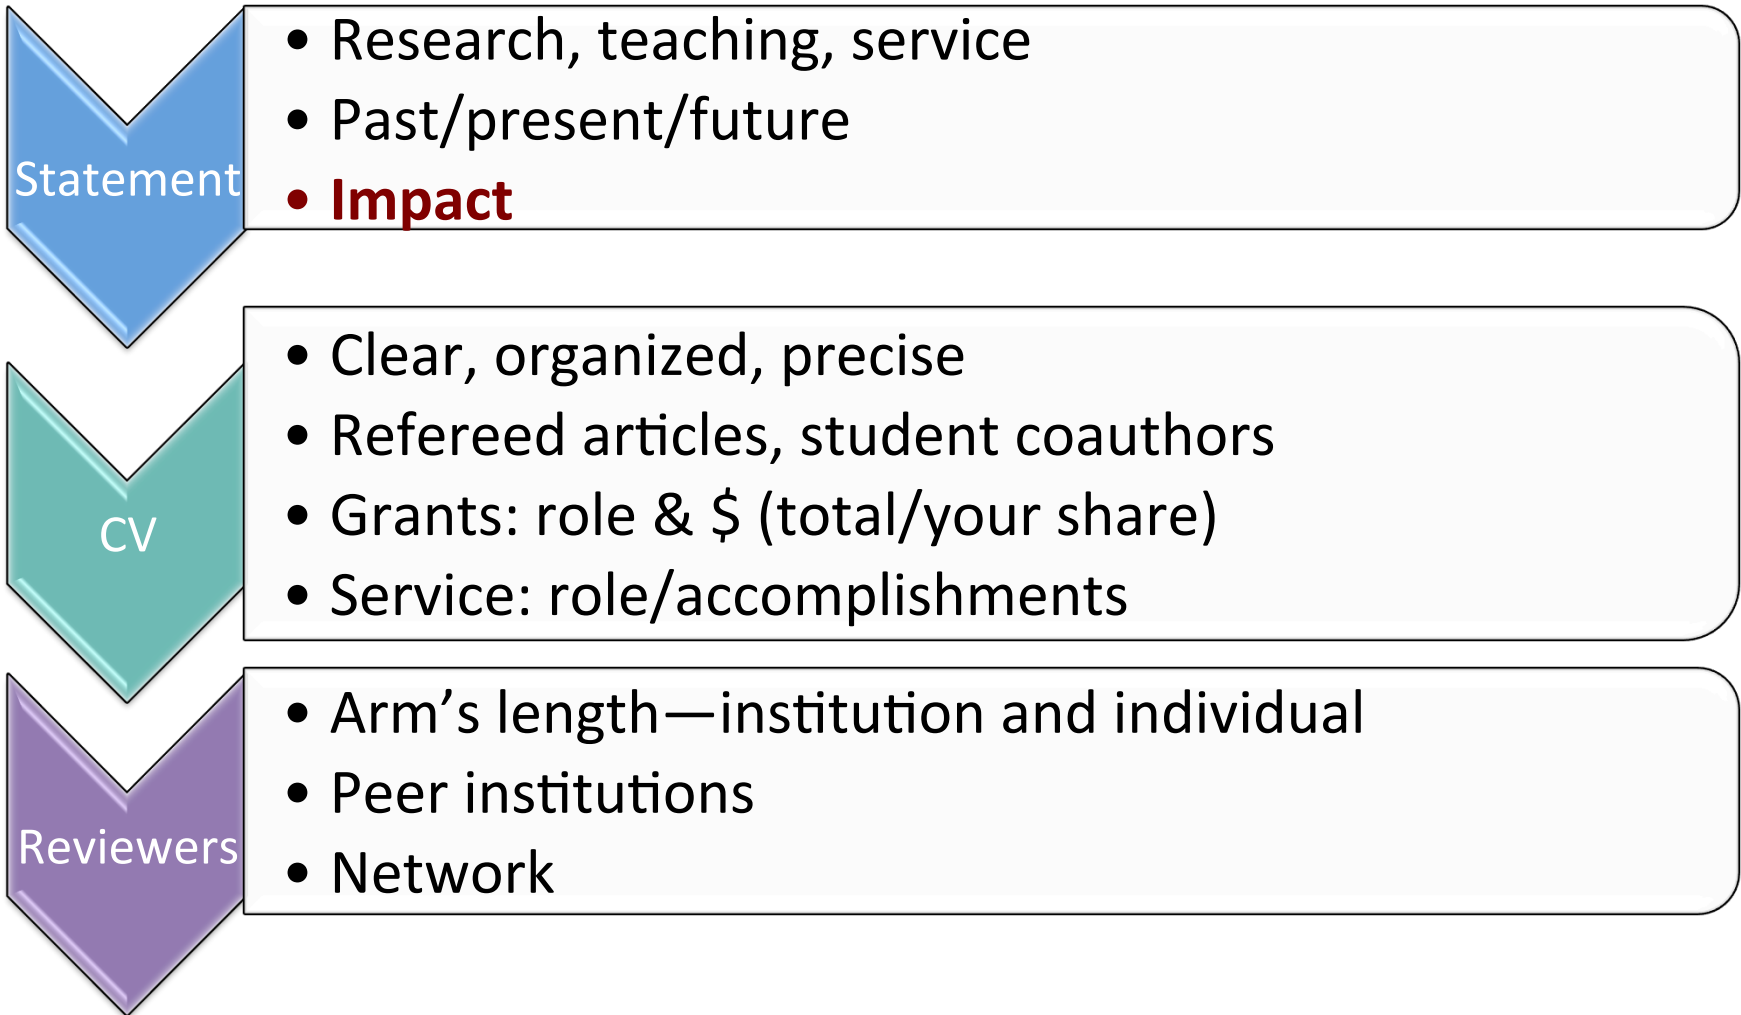 Statement
• Research, teaching, service
• Past/present/future
• Impact
CV
• Clear, organized, precise
• Refereed articles, student coauthors
• Grants: role & $ (total/your share)
• Service: role/accomplishments
Reviewers
• Arm’s length—institution and individual
• Peer institutions
• Network